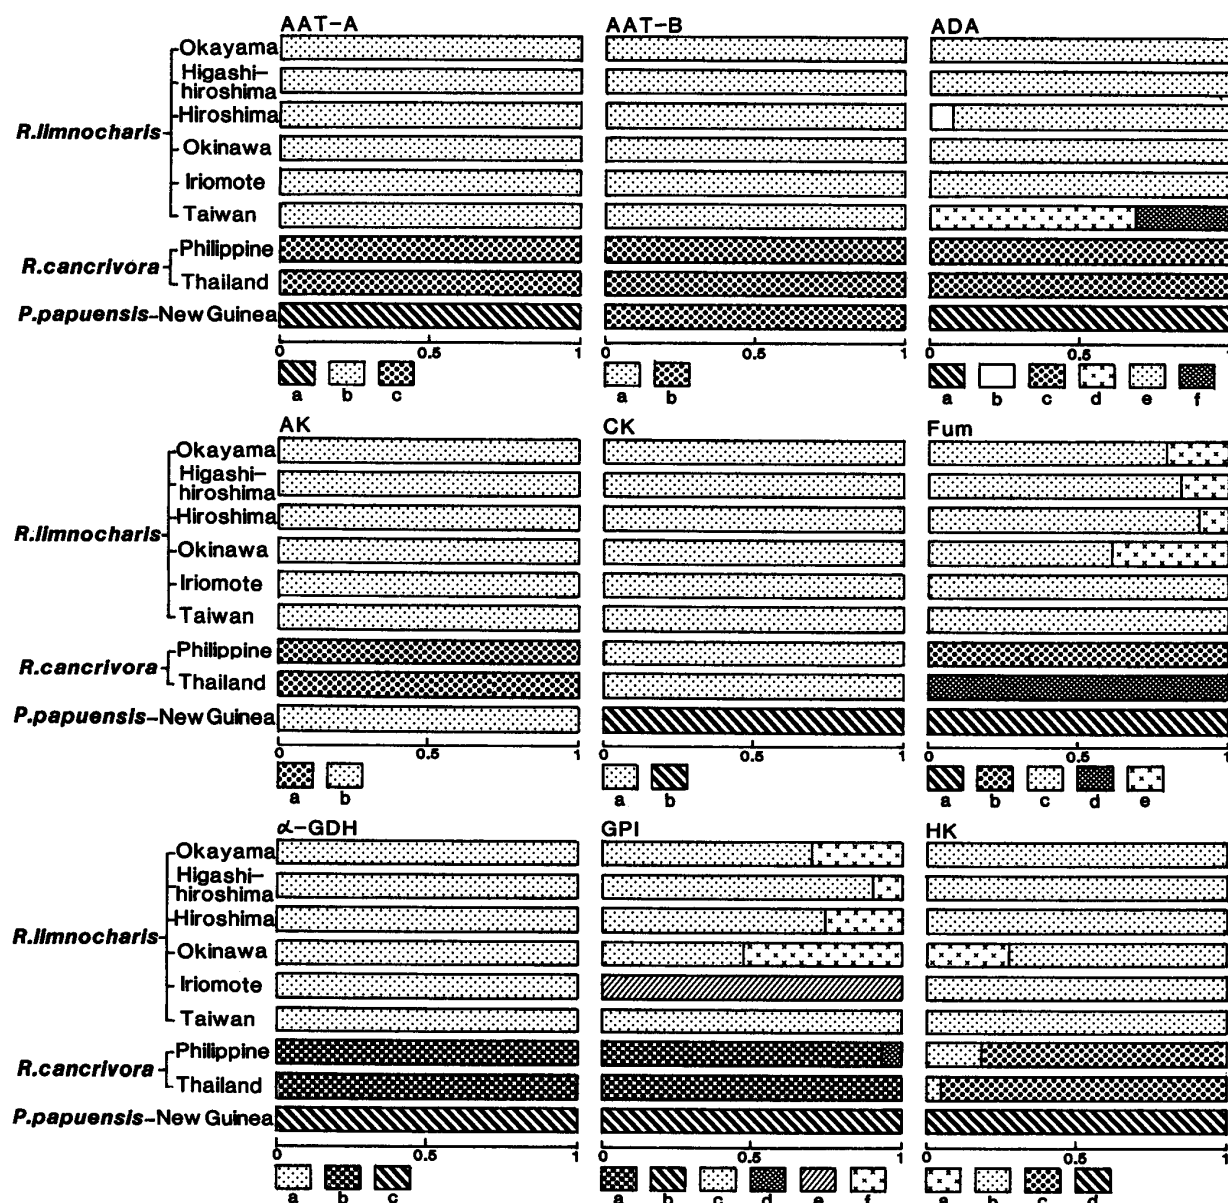 AAT-A AAT-B ADA
Okayama
Higashi-
hiroshima
Hiroshima
R.limnocharis
Okinawa
Iriomote
Taiwan
Philippine
R.cancrivora
Thailand
P.papuensis-New Guinea
0 0.5 1 0 0.5 1 0 0.5 1
a b c a b a b c d e f
AK CK Fum
Okayama
Higashi-
hiroshima
Hiroshima
R.limnocharis
Okinawa
Iriomote
Taiwan
Philippine
R.cancrivora
Thailand
P.papuensis-New Guinea
0 0.5 1 0 0.5 1 0 0.5 1
a b a b a b c d e
α-GDH GPI HK
Okayama
Higashi-
hiroshima
Hiroshima
R.limnocharis
Okinawa
Iriomote
Taiwan
Philippine
R.cancrivora
Thailand
P.papuensis-New Guinea
0 0.5 1 0 0.5 1 0 0.5 1
a b c a b c d e f a b c d